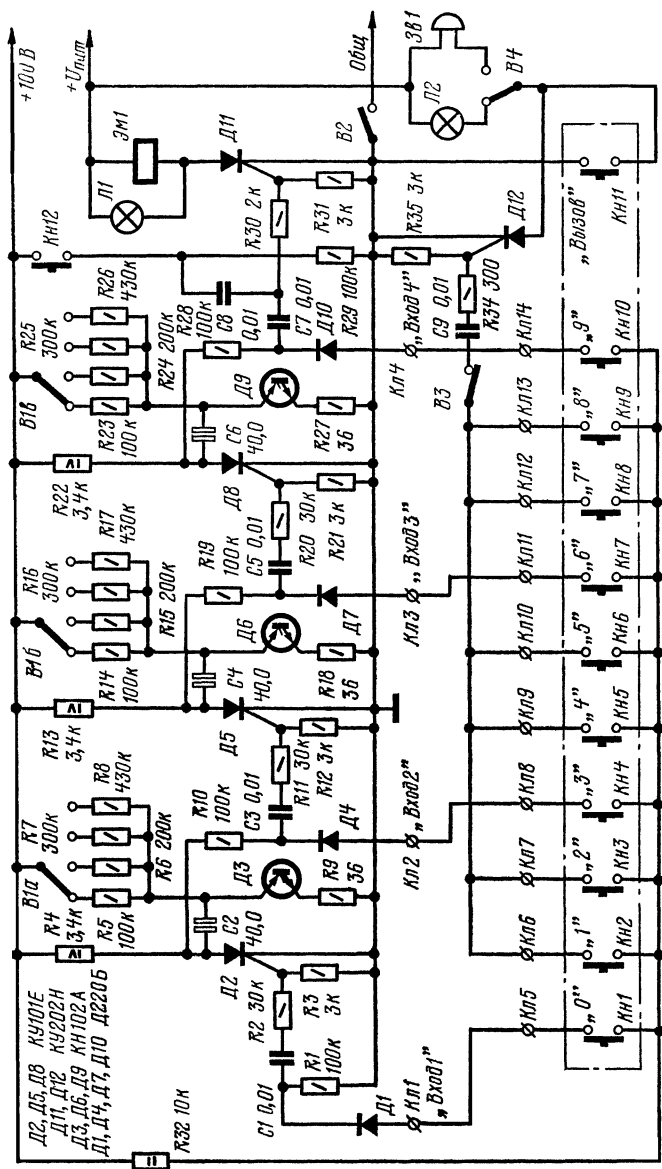 +100 В
+Uпит
Общ
Эм1
Л1
Д11
В2
Зв1
Л2
В4
Кн12
R30 2к
R31
3к
R35 3к
Д12
„Вызов"
Кн11
R26
430к
R25
300к
R24 200к
R23
100к
В1в
R28
100к
С8
0,01
С7 0,01
R29 100к
Д10
Д9
R27
36
С6
40,0
Д8
Кл4
„Вход4"
С9 0,01
R34 300
В3
Кл14
„9"
Кн10
Кл13
„8"
Кн9
Кл12
„7"
Кн8
R22
3,4к
R17
430к
R16
300к
R15 200к
R14
100к
В1б
R19
100к
С5 0,01
R20 30к
R21 3к
Д7
Д6
R18
36
С4
40,0
Д5
Кл3
„Вход3"
Кл11
„6"
Кн7
Кл10
„5"
Кн6
Кл9
„4"
Кн5
R13
3,4к
R8
430к
R7
300к
R6 200к
R5
100к
В1а
R4
3,4к
R10
100к
С3 0,01
R11 30к
R12 3к
Д4
Д3
R9
36
С2
40,0
Д2
Кл2
„Вход2"
Кл8
„3"
Кн4
Кл7
„2"
Кн3
Кл6
„1"
Кн2
R2 30к
R3
3к
R1
100к
С1 0,01
Д1
Кл1
„Вход1"
Кл5
„0"
Кн1
Д2, Д5, Д8 КУ101Е
Д11, Д12 КУ202Н
Д3, Д6, Д9 КН102А
Д1, Д4, Д7, Д10 Д220Б
R32 10к